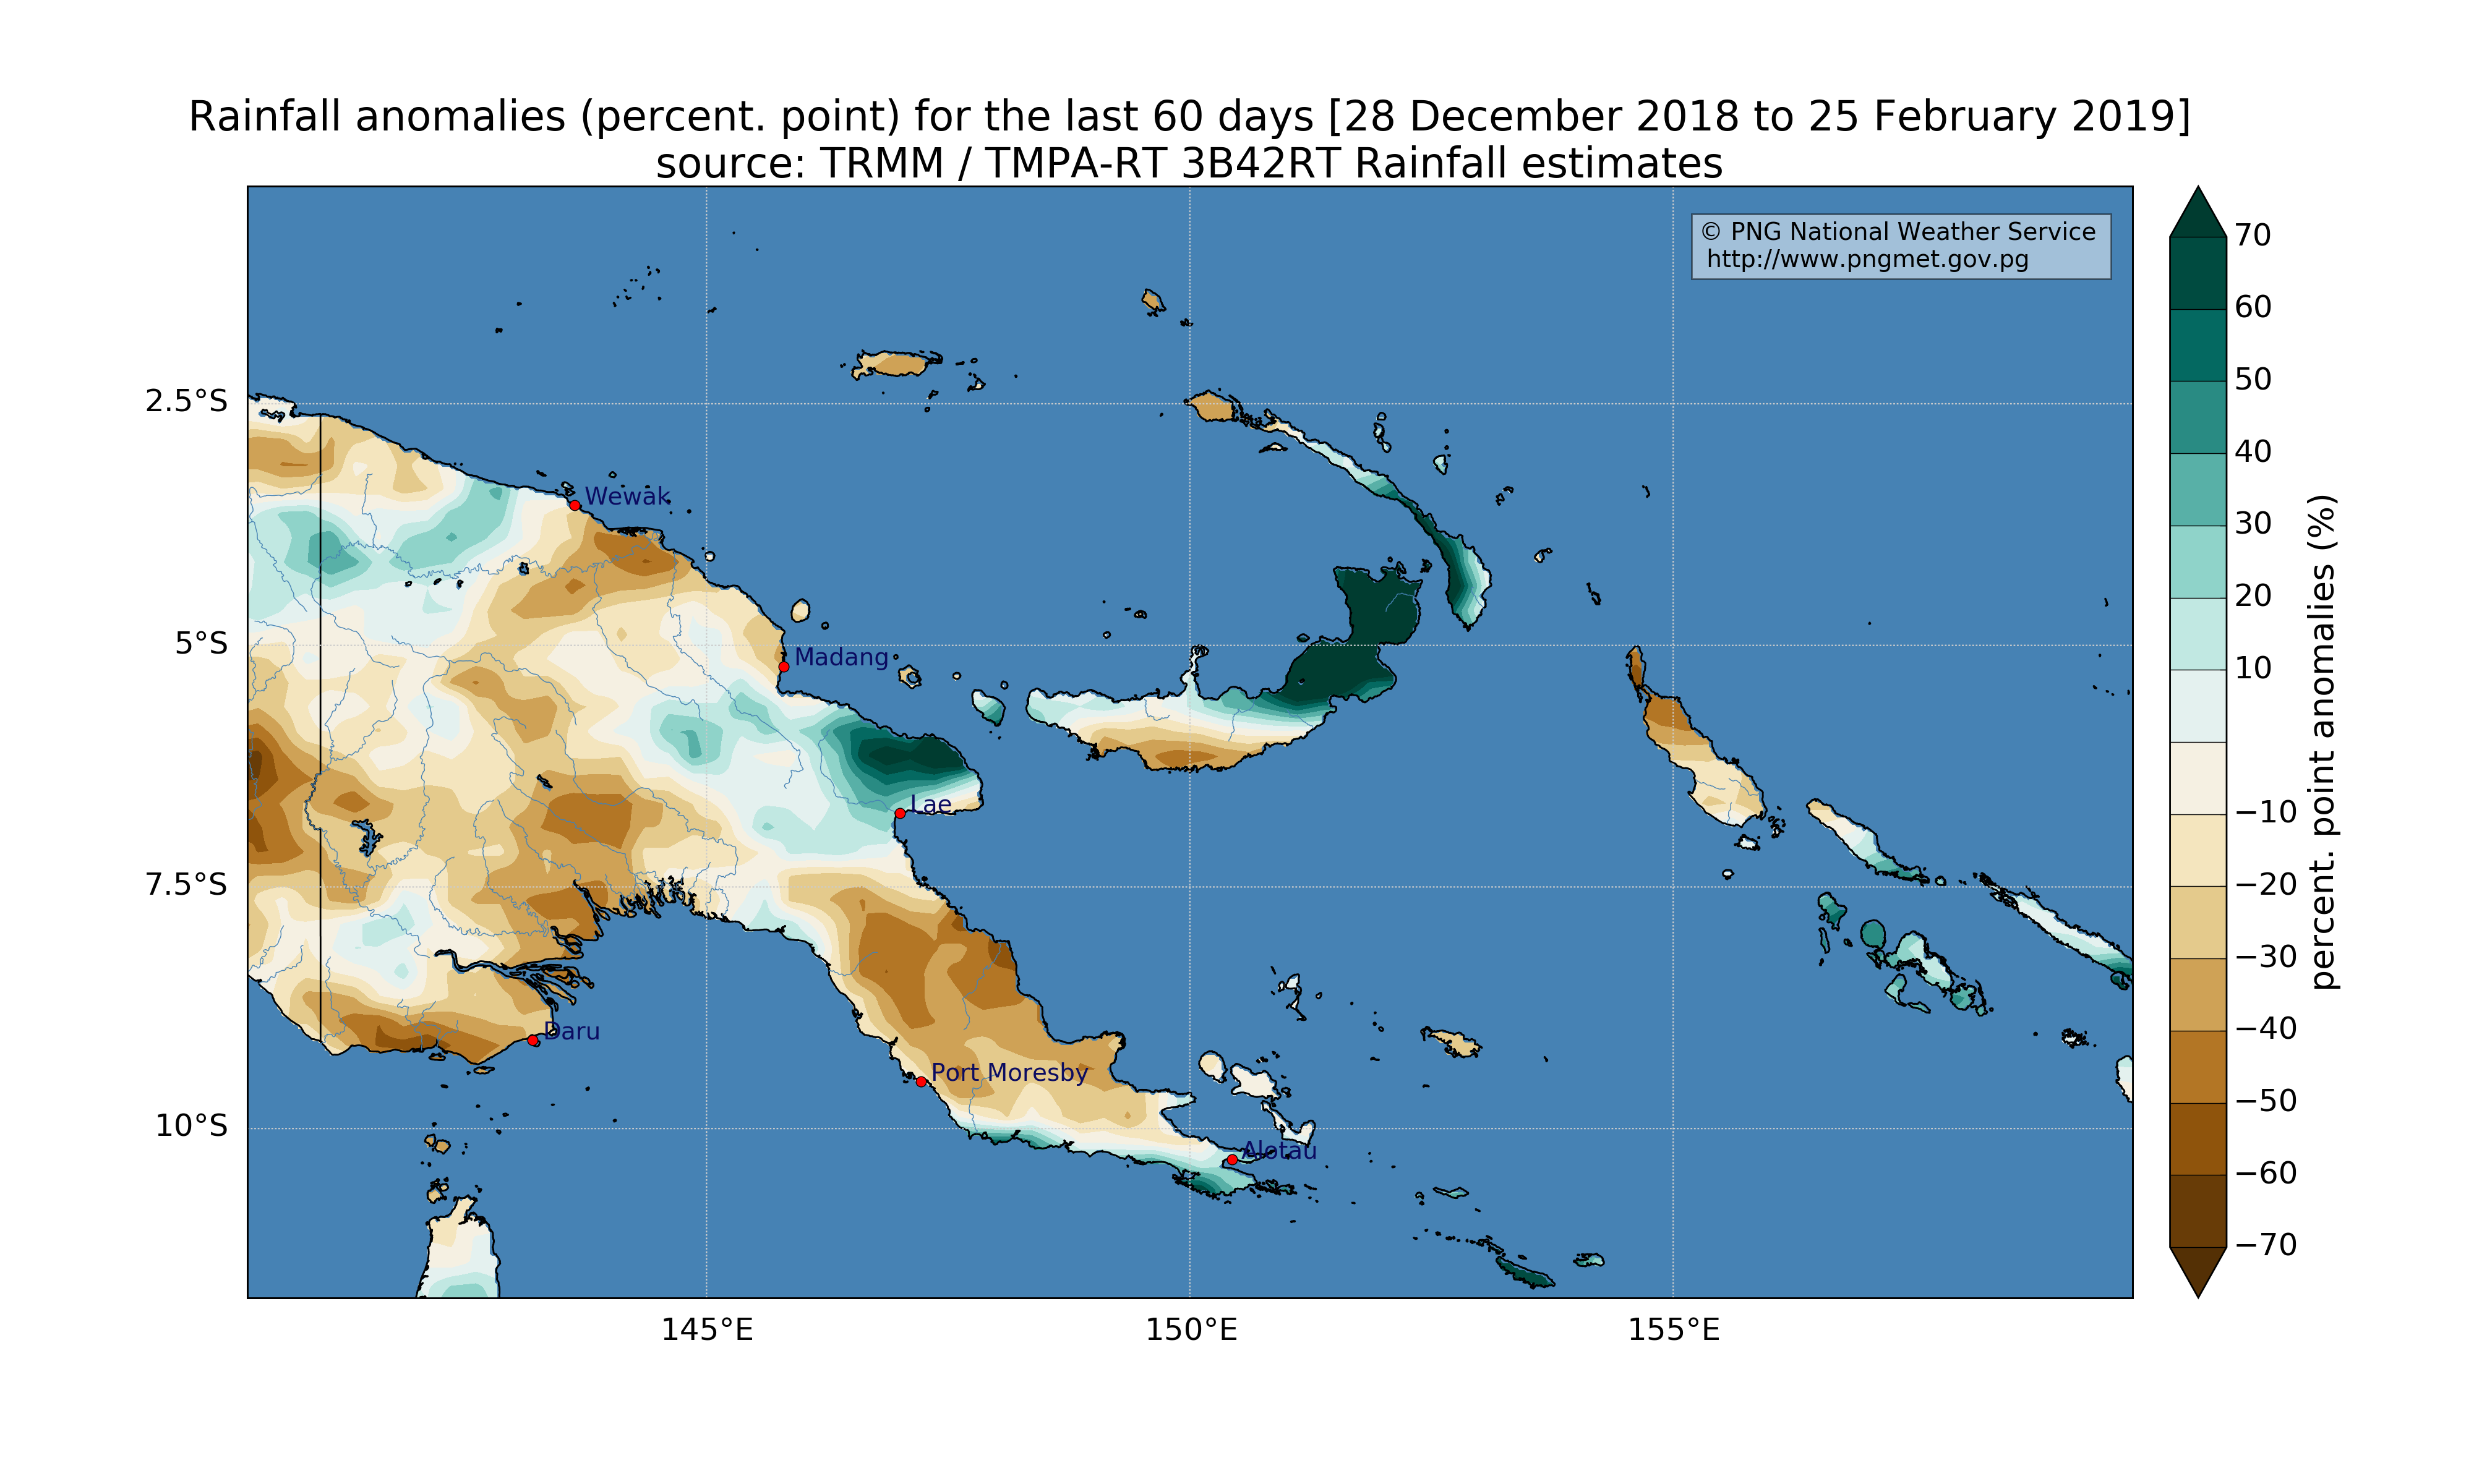 Rainfall anomalies (percent. point) for the last 60 days [28 December 2018 to 25 February 2019]
source: TRMM / TMPA-RT 3B42RT Rainfall estimates
© PNG National Weather Service
http://www.pngmet.gov.pg
2.5°S
5°S
7.5°S
10°S
145°E
150°E
155°E
Wewak
Madang
Lae
Daru
Port Moresby
Alotau
70
60
50
40
30
20
10
−10
−20
−30
−40
−50
−60
−70
percent. point anomalies (%)